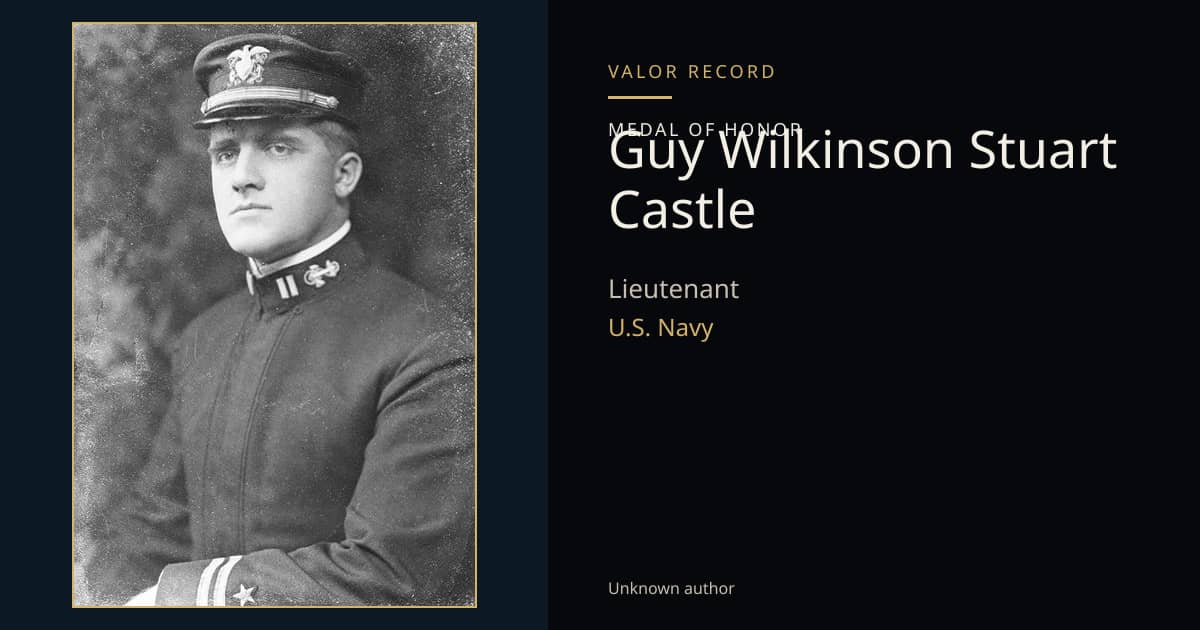 VALOR RECORD
MEDAL OF HONOR
Guy Wilkinson Stuart
Castle
Lieutenant
U.S. Navy
Unknown author